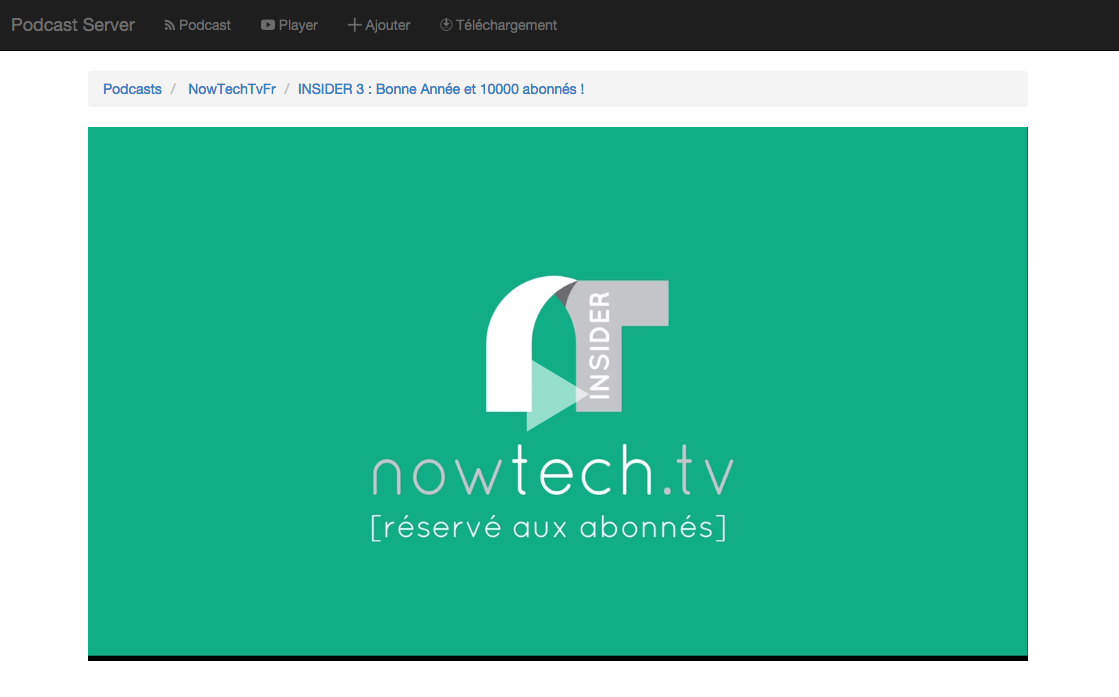 Podcast Server Podcast Player Ajouter Téléchargement
Podcasts / NowTechTvFr / INSIDER 3 : Bonne Année et 10000 abonnés !
INSIDER
nowtech.tv
[réservé aux abonnés]